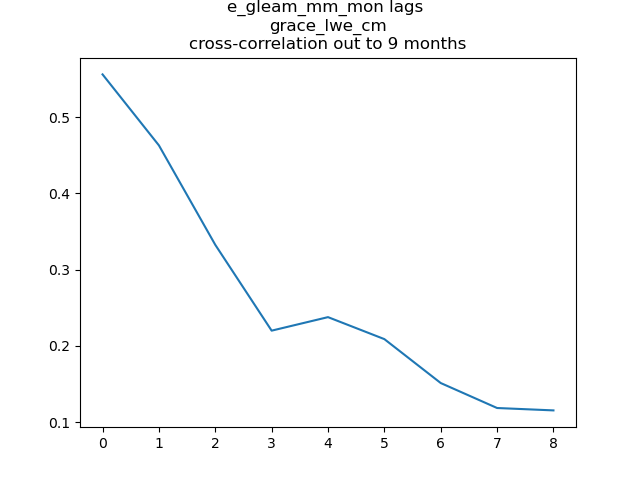 e_gleam_mm_mon lags
grace_lwe_cm
cross-correlation out to 9 months
0.5
0.4
0.3
0.2
0.1
0 1 2 3 4 5 6 7 8